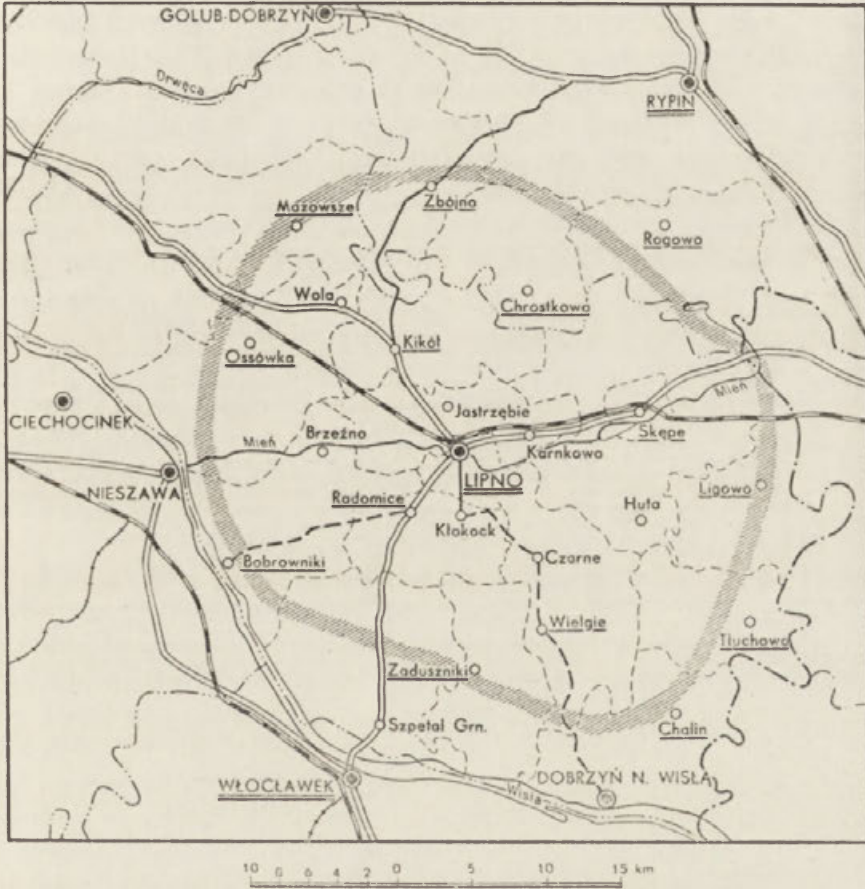 GOLUB-DOBRZYŃ
Drwęca
RYPIN
Zbójno
Mazowsze
Rogowo
Chrostkowo
Wola
Kikół
Ossówka
Mień
Jastrzębie
CIECHOCINEK
Skępe
Brzeźno
Mień
Karnkowo
LIPNO
NIESZAWA
Ligowo
Radomice
Huta
Kłokock
Bobrowniki
Czarne
Wielgie
Tłuchowo
Zaduszniki
Chalin
Szpetal Grn.
WŁOCŁAWEK
DOBRZYŃ N. WISŁĄ
Wisła
10 8 6 4 2 0 5 10 15 km